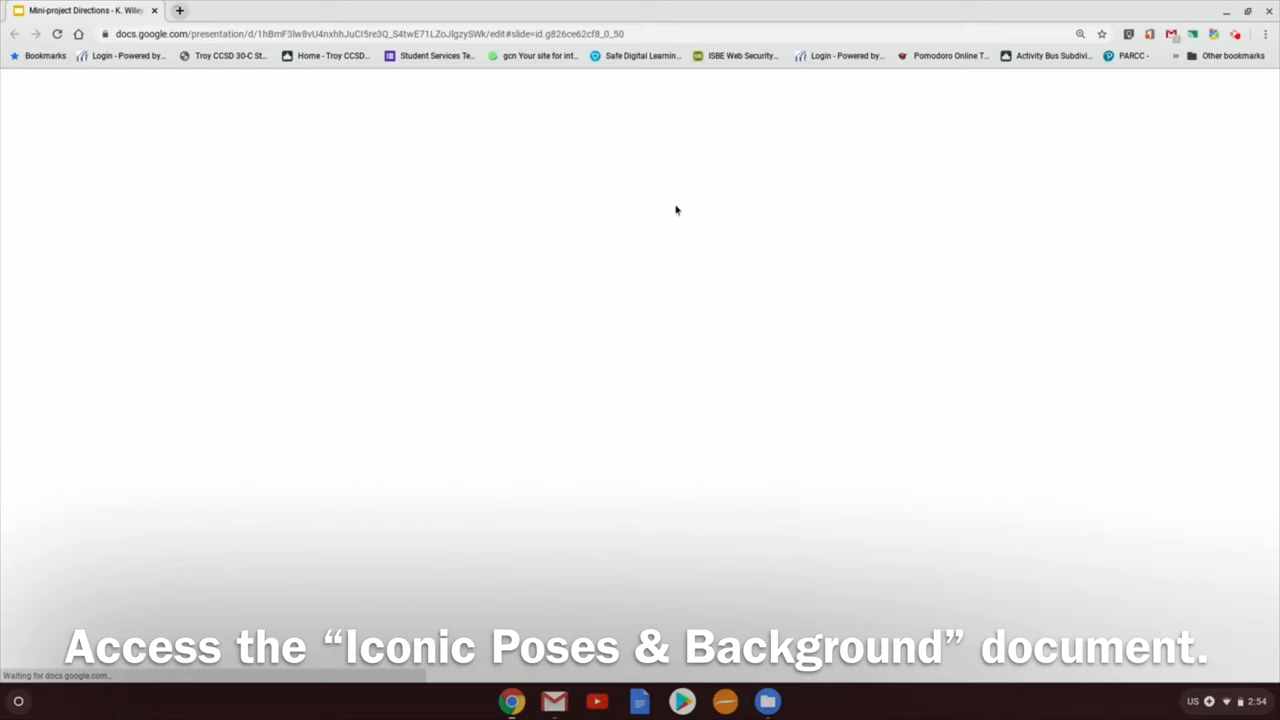 Mini-project Directions - K. Wiley
docs.google.com/presentation/d/1hBmF3lw8vU4nxhhJuCI5re3Q_S4twE71LZoJlgzySWk/edit#slide=id.g826ce62cf8_0_50
Bookmarks Login - Powered by... Troy CCSD 30-C St... Home - Troy CCSD... Student Services Te... gcn Your site for int... Safe Digital Learnin... ISBE Web Security... Login - Powered by... Pomodoro Online T... Activity Bus Subdivi... PARCC - » Other bookmarks
Access the “Iconic Poses & Background” document.
Waiting for docs.google.com...
US 2:54